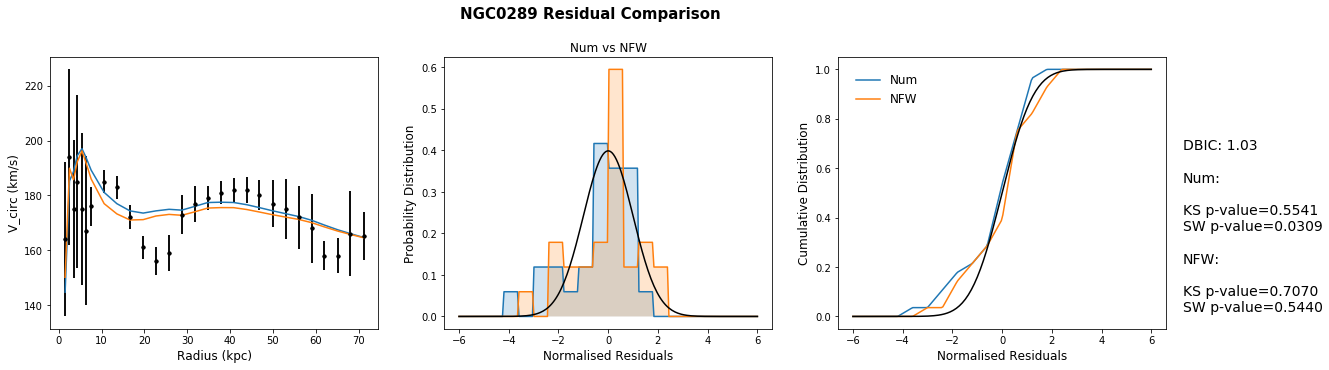 NGC0289 Residual Comparison
V_circ (km/s)
220
200
180
160
140
0 10 20 30 40 50 60 70
Radius (kpc)
Num vs NFW
Probability Distribution
0.6
0.5
0.4
0.3
0.2
0.1
0.0
−6 −4 −2 0 2 4 6
Normalised Residuals
Cumulative Distribution
1.0
0.8
0.6
0.4
0.2
0.0
Num
NFW
−6 −4 −2 0 2 4 6
Normalised Residuals
DBIC: 1.03
Num:
KS p-value=0.5541
SW p-value=0.0309
NFW:
KS p-value=0.7070
SW p-value=0.5440